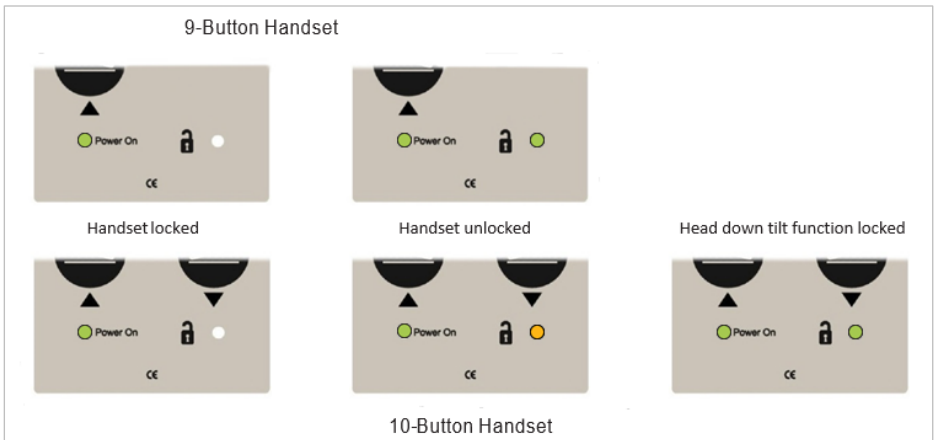 9-Button Handset
Power On
CE
Power On
CE
Handset locked
Handset unlocked
Head down tilt function locked
Power On
CE
Power On
CE
Power On
CE
10-Button Handset